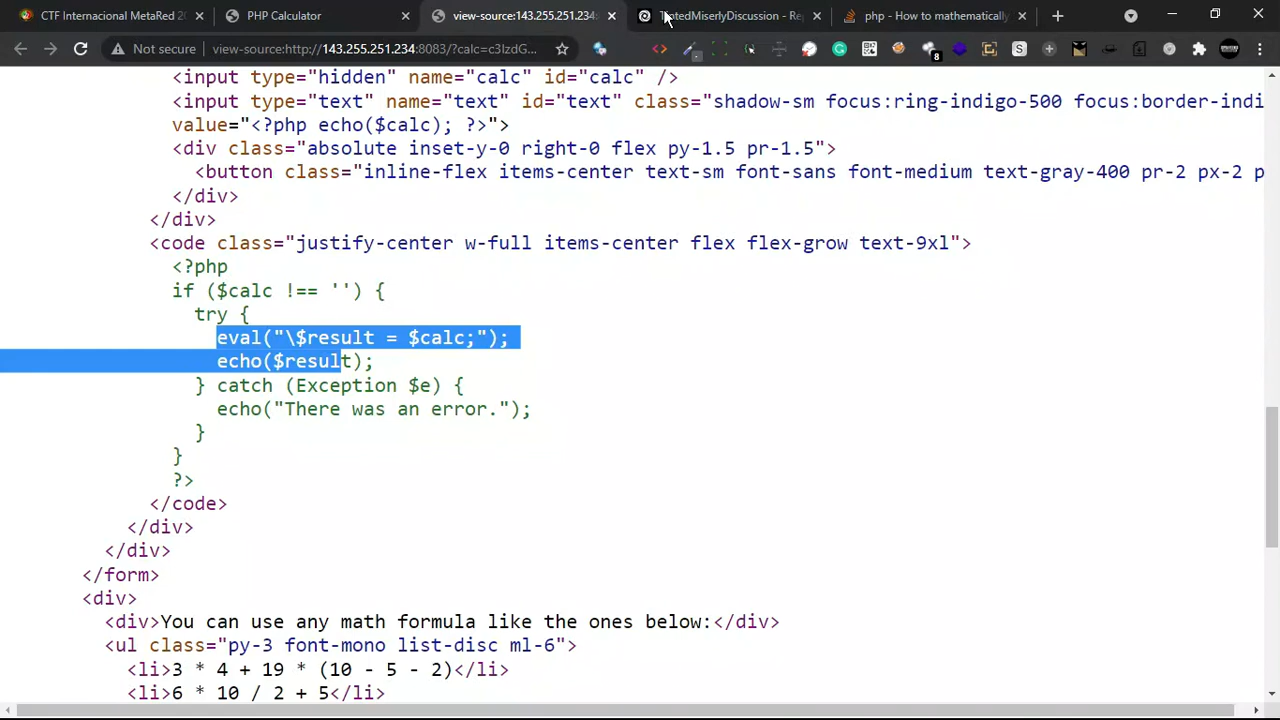 CTF Internacional MetaRed 20
PHP Calculator
view-source:143.255.251.234:
php - How to mathematically
Not secure
view-source:http://143.255.251.234:8083/?calc=c3lzdG...
8
<input type="hidden" name="calc" id="calc" />
<input type="text" name="text" id="text" class="shadow-sm focus:ring-indigo-500 focus:border-indi
value="<?php echo($calc); ?>">
<div class="absolute inset-y-0 right-0 flex py-1.5 pr-1.5">
<button class="inline-flex items-center text-sm font-sans font-medium text-gray-400 pr-2 px-2 p
</div>
</div>
<code class="justify-center w-full items-center flex flex-grow text-9xl">
<?php
if ($calc !== '') {
try {
eval("\$result = $calc;");
echo($result);
} catch (Exception $e) {
echo("There was an error.");
}
}
?>
</code>
</div>
</div>
</form>
<div>
<div>You can use any math formula like the ones below:</div>
<ul class="py-3 font-mono list-disc ml-6">
<li>3 * 4 + 19 * (10 - 5 - 2)</li>
<li>6 * 10 / 2 + 5</li>